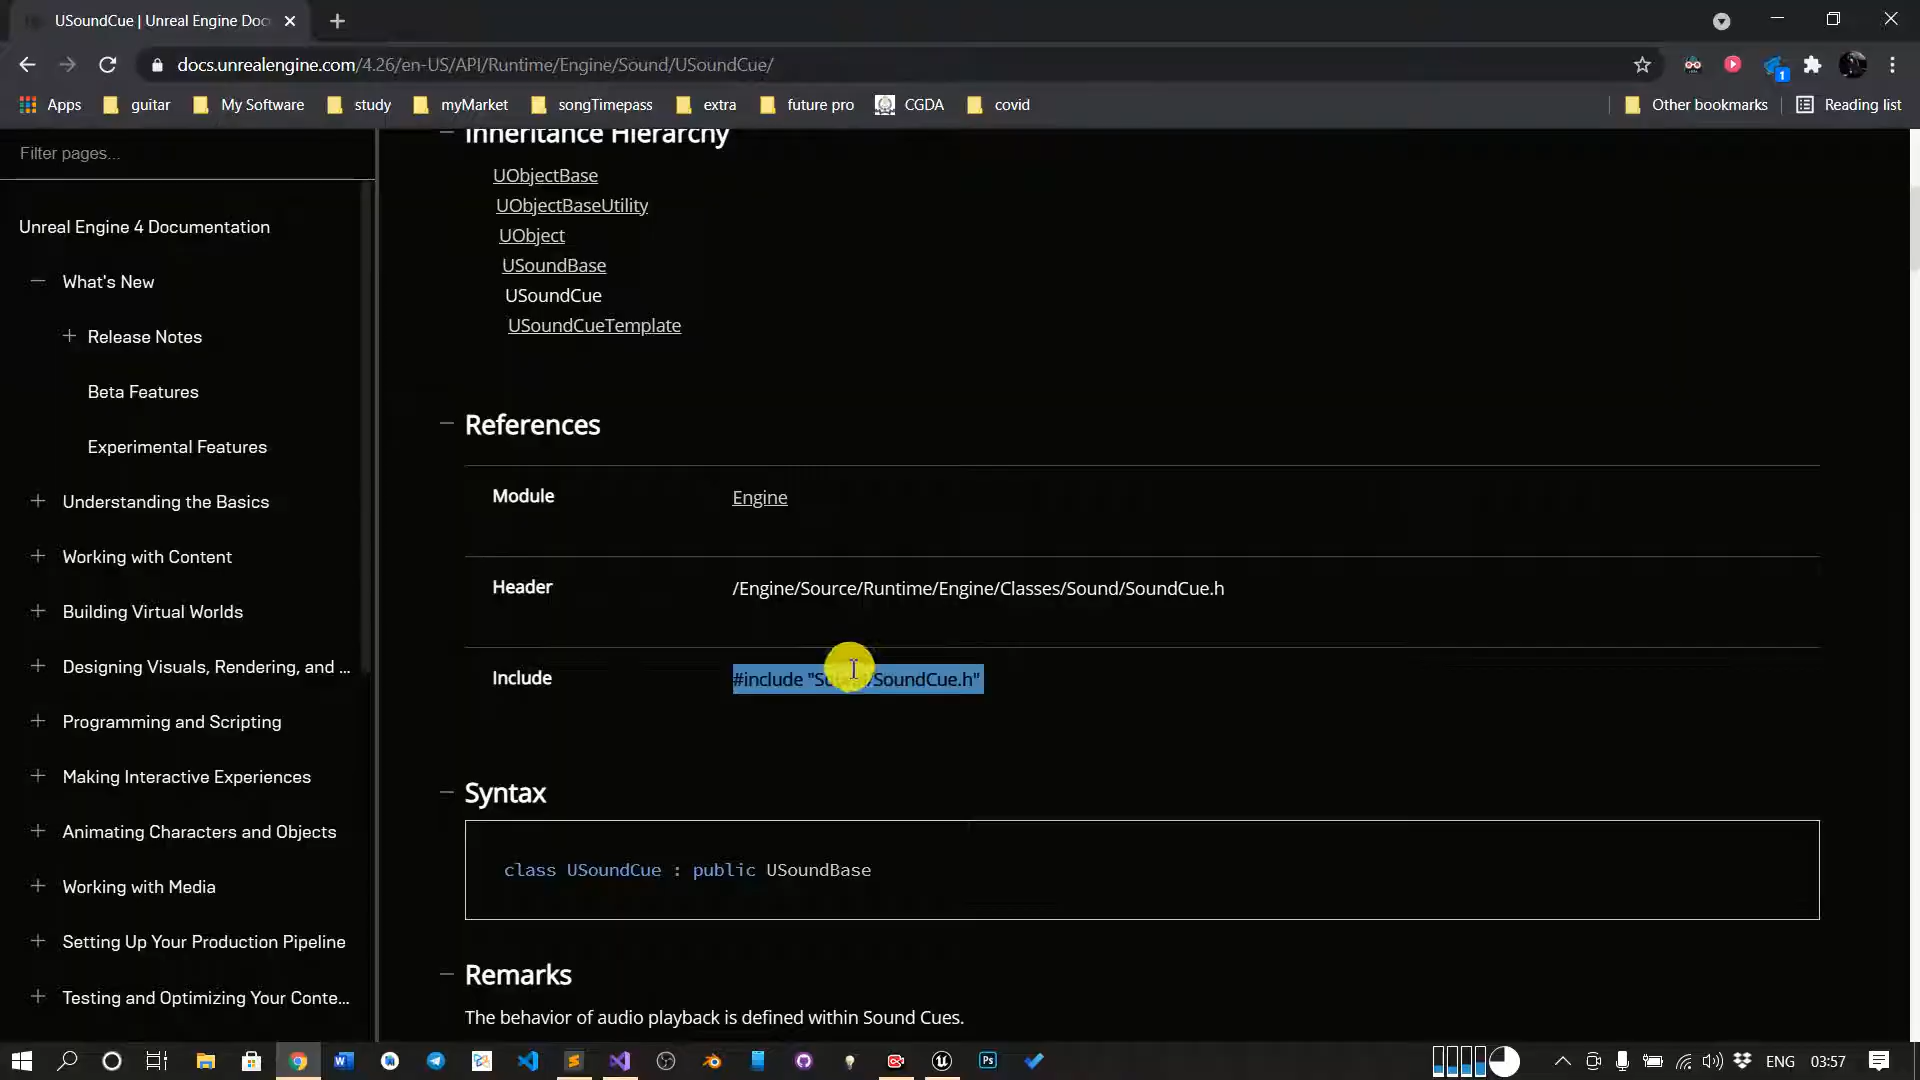 USoundCue | Unreal Engine Doc
docs.unrealengine.com/4.26/en-US/API/Runtime/Engine/Sound/USoundCue/
Apps guitar My Software study myMarket songTimepass extra future pro CGDA covid Other bookmarks Reading list
Filter pages...
Unreal Engine 4 Documentation
What's New
Release Notes
Beta Features
Experimental Features
Understanding the Basics
Working with Content
Building Virtual Worlds
Designing Visuals, Rendering, and ...
Programming and Scripting
Making Interactive Experiences
Animating Characters and Objects
Working with Media
Setting Up Your Production Pipeline
Testing and Optimizing Your Conte...
Inheritance Hierarchy
UObjectBase
UObjectBaseUtility
UObject
USoundBase
USoundCue
USoundCueTemplate
References
Module Engine
Header /Engine/Source/Runtime/Engine/Classes/Sound/SoundCue.h
Include #include "Sound/SoundCue.h"
Syntax
class USoundCue : public USoundBase
Remarks
The behavior of audio playback is defined within Sound Cues.
ENG 03:57